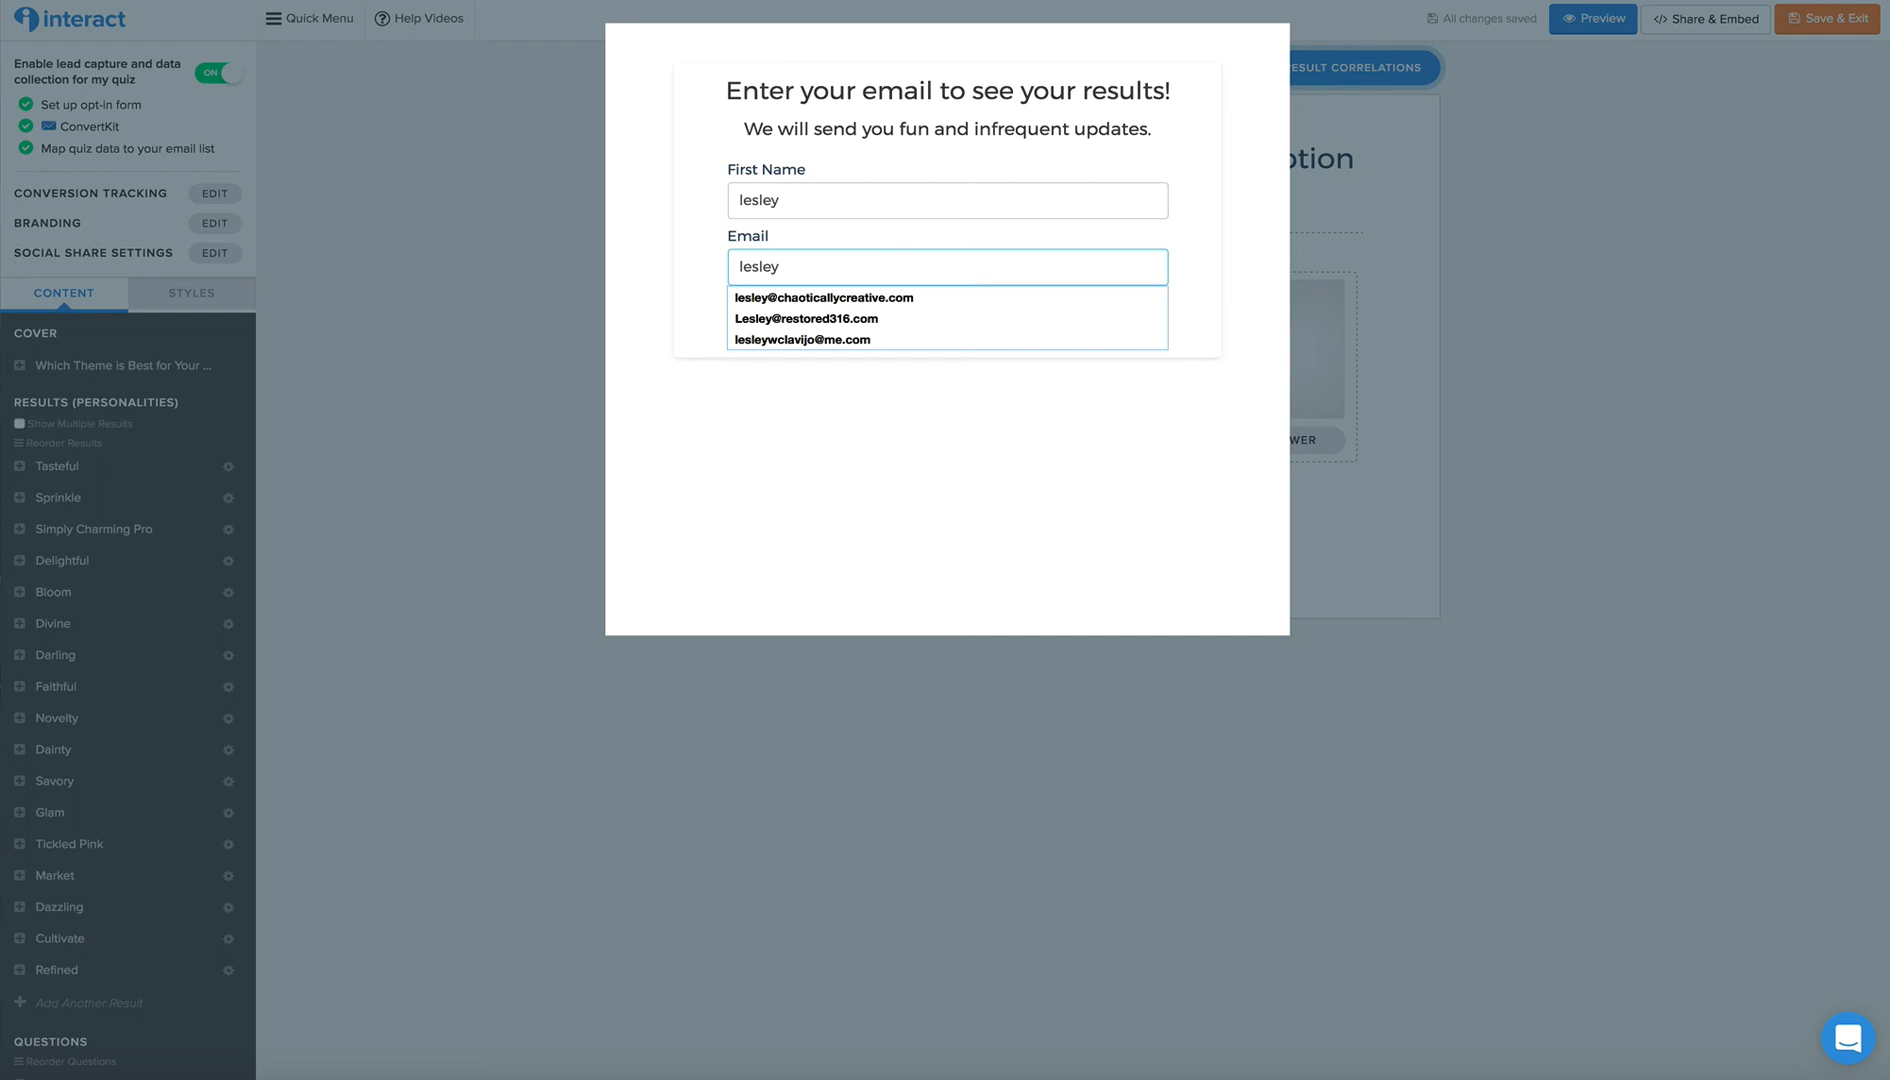 interact
Quick Menu
Help Videos
All changes saved
Preview
</> Share & Embed
Save & Exit
Enable lead capture and data
collection for my quiz
ON
Set up opt-in form
ConvertKit
Map quiz data to your email list
CONVERSION TRACKING
EDIT
BRANDING
EDIT
SOCIAL SHARE SETTINGS
EDIT
CONTENT
STYLES
COVER
Which Theme is Best for Your ...
RESULTS (PERSONALITIES)
Show Multiple Results
Reorder Results
Tasteful
Sprinkle
Simply Charming Pro
Delightful
Bloom
Divine
Darling
Faithful
Novelty
Dainty
Savory
Glam
Tickled Pink
Market
Dazzling
Cultivate
Refined
Add Another Result
QUESTIONS
Reorder Questions
Enter your email to see your results!
We will send you fun and infrequent updates.
First Name
lesley
Email
lesley
lesley@chaoticallycreative.com
Lesley@restored316.com
lesleywclavijo@me.com
RESULT CORRELATIONS
ption
WER